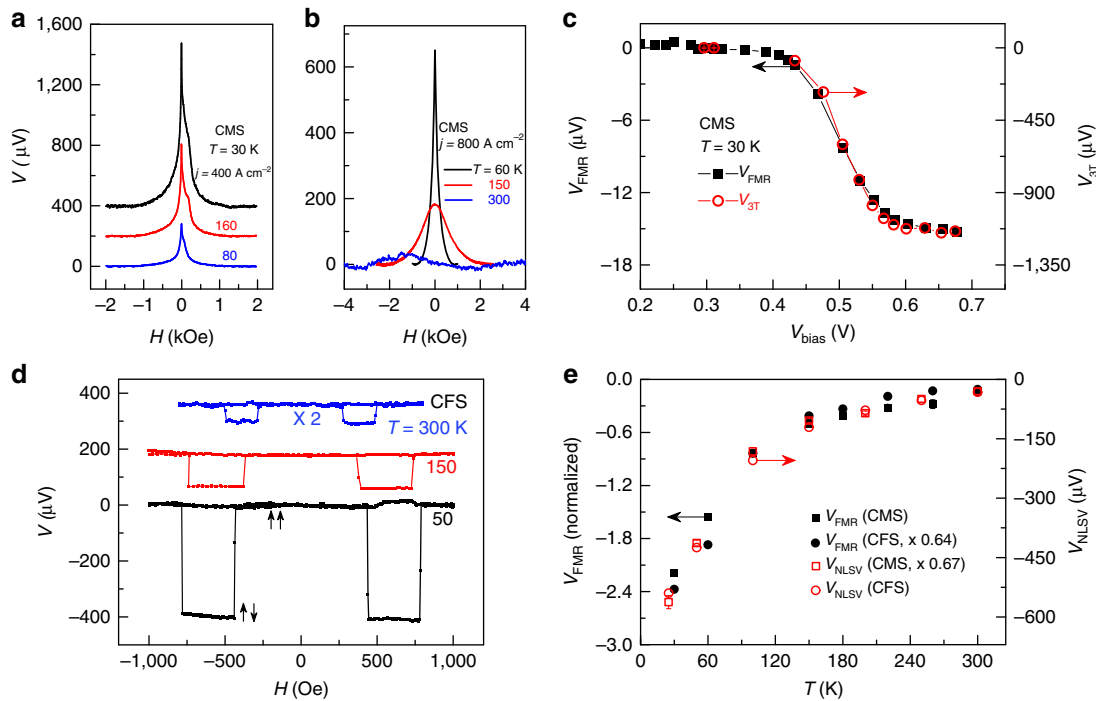 a
1,600
1,200
800
400
0
V ( μV)
CMS
T = 30 K
j = 400 A cm⁻²
160
80
−2
−1
0
1
2
H (kOe)
b
600
400
200
0
CMS
j = 800 A cm⁻²
T = 60 K
150
300
−4
−2
0
2
4
H (kOe)
c
0
−6
−12
−18
V_FMR (μV)
CMS
T = 30 K
V_FMR
V_3T
0
−450
−900
−1,350
V_3T (μV)
0.2
0.3
0.4
0.5
0.6
0.7
V_bias (V)
d
400
200
0
−200
−400
V (μV)
CFS
X 2
T = 300 K
150
50
−1,000
−500
0
500
1,000
H (Oe)
e
0.0
−0.6
−1.2
−1.8
−2.4
−3.0
V_FMR (normalized)
V_FMR (CMS)
V_FMR (CFS, x 0.64)
V_NLSV (CMS, x 0.67)
V_NLSV (CFS)
0
−150
−300
−450
−600
V_NLSV (μV)
0
60
120
180
240
300
T (K)